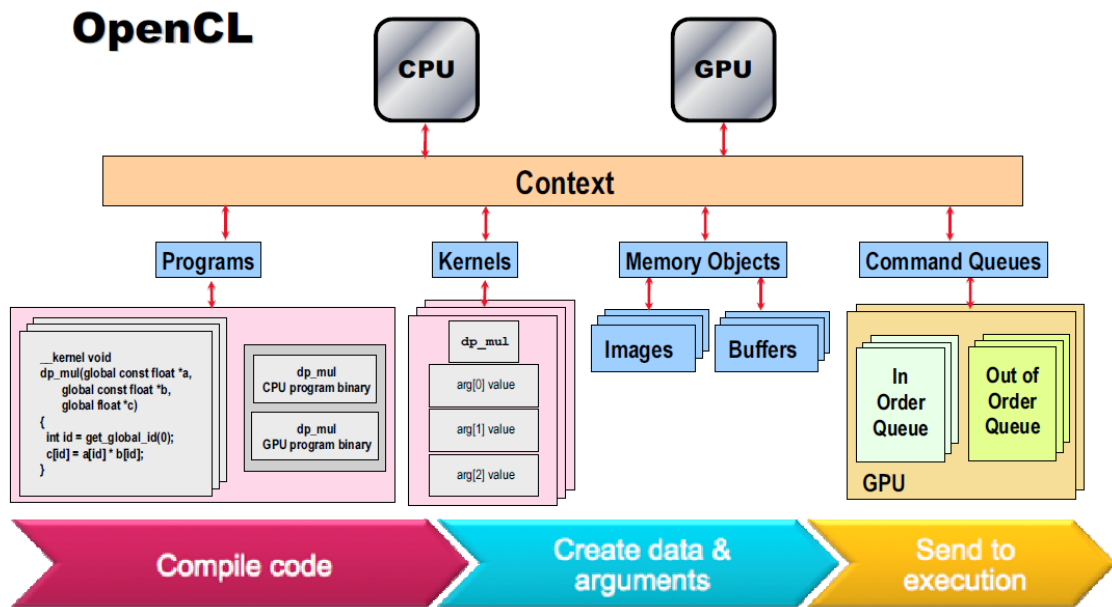 OpenCL
CPU
GPU
Context
Programs
Kernels
Memory Objects
Command Queues
__kernel void
dp_mul(global const float *a,
global const float *b,
global float *c)
{
int id = get_global_id(0);
c[id] = a[id] * b[id];
}
dp_mul
CPU program binary
dp_mul
GPU program binary
dp_mul
arg[0] value
arg[1] value
arg[2] value
Images
Buffers
In
Order
Queue
Out of
Order
Queue
GPU
Compile code
Create data &
arguments
Send to
execution